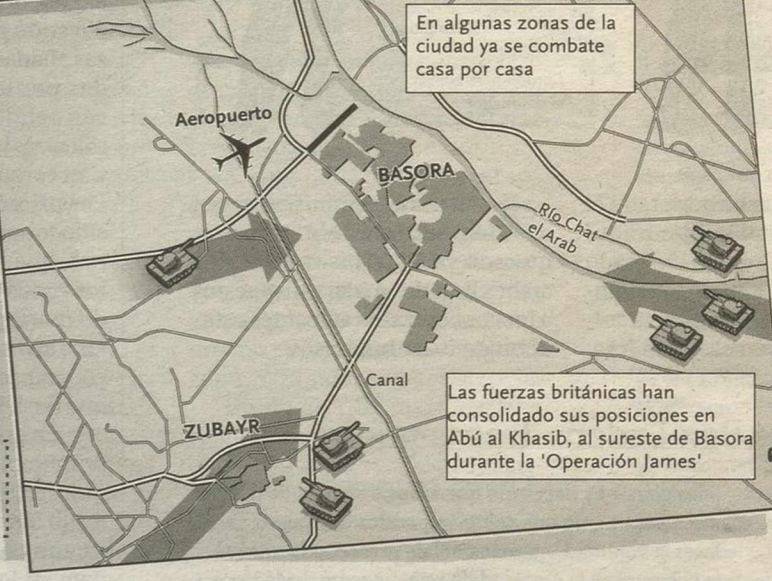 En algunas zonas de la
ciudad ya se combate
casa por casa
Aeropuerto
BASORA
Río Chat
el Arab
Canal
Las fuerzas británicas han
consolidado sus posiciones en
Abú al Khasib, al sureste de Basora
durante la 'Operación James'
ZUBAYR